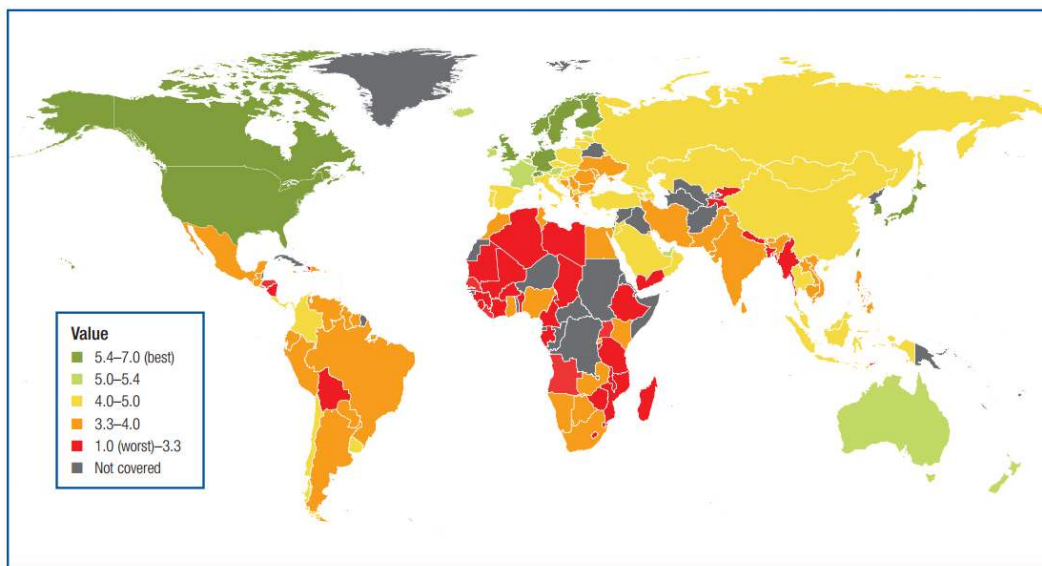 Value
5.4–7.0 (best)
5.0–5.4
4.0–5.0
3.3–4.0
1.0 (worst)–3.3
Not covered